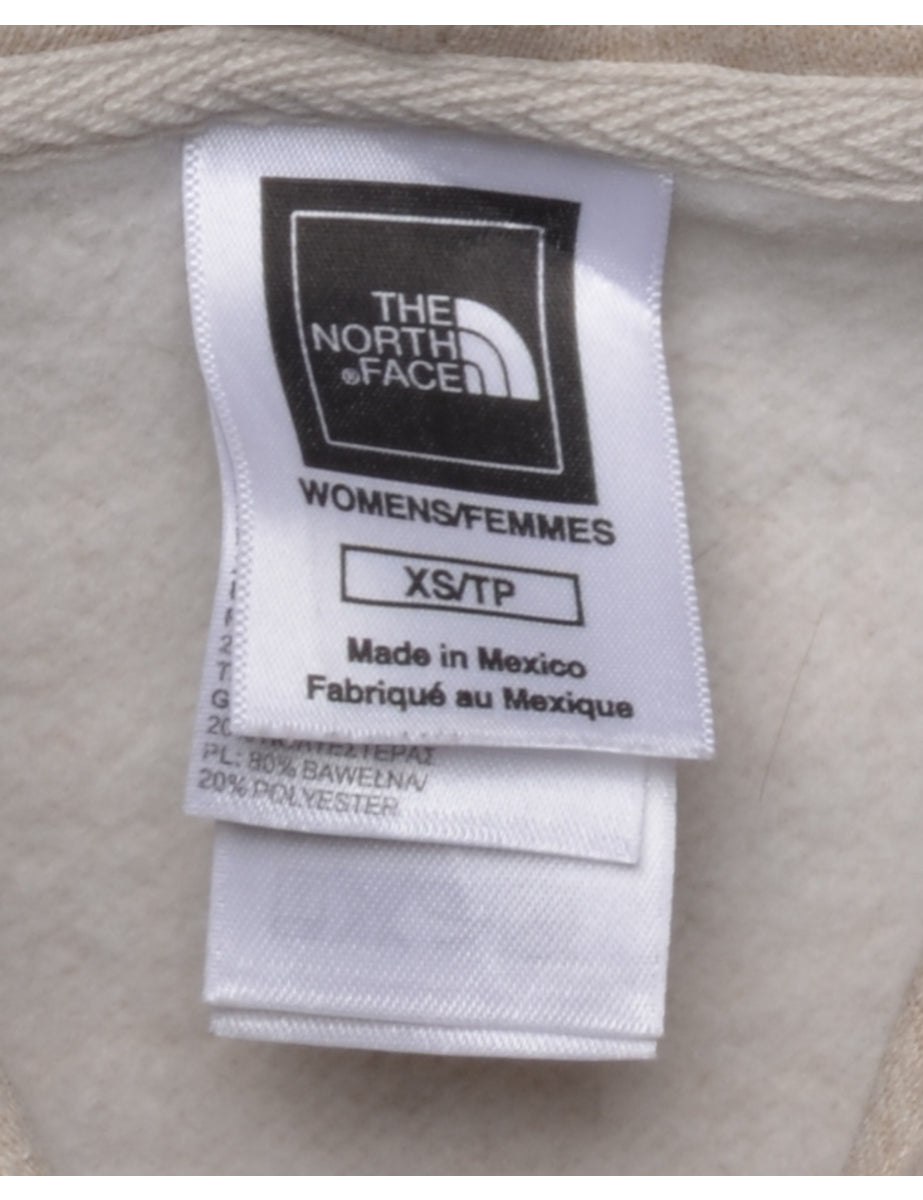 THE
NORTH
®FACE
WOMENS/FEMMES
XS/TP
Made in Mexico
Fabriqué au Mexique
PL: 80% BAWEŁNA/
20% POLYESTER